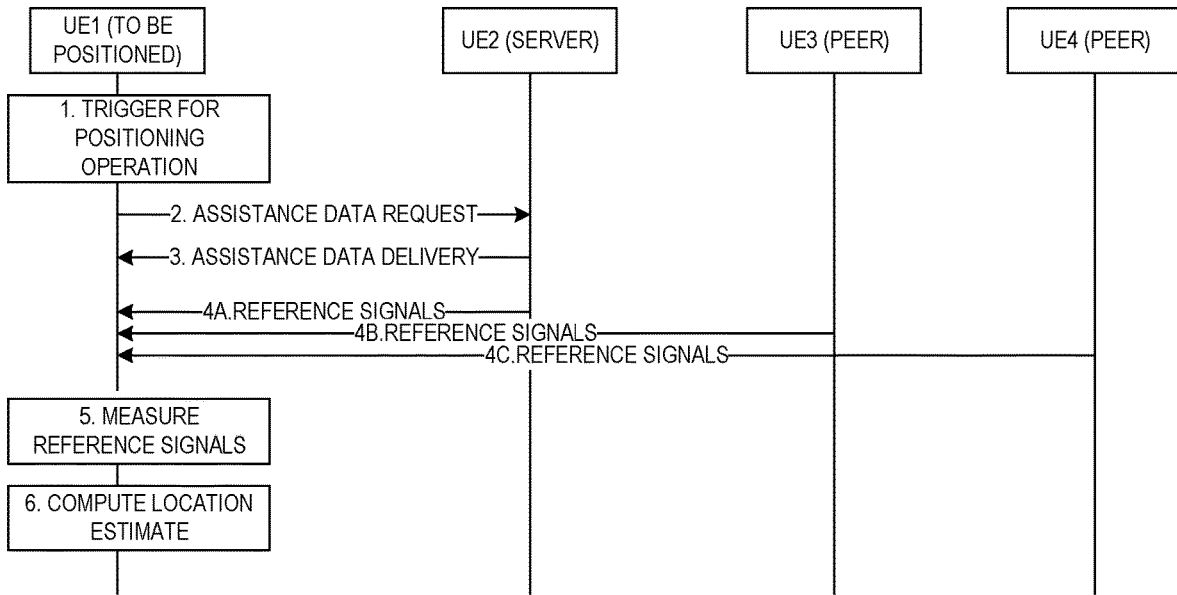 UE1 (TO BE
POSITIONED)
UE2 (SERVER)
UE3 (PEER)
UE4 (PEER)
1. TRIGGER FOR
POSITIONING
OPERATION
2. ASSISTANCE DATA REQUEST
3. ASSISTANCE DATA DELIVERY
4A.REFERENCE SIGNALS
4B.REFERENCE SIGNALS
4C.REFERENCE SIGNALS
5. MEASURE
REFERENCE SIGNALS
6. COMPUTE LOCATION
ESTIMATE